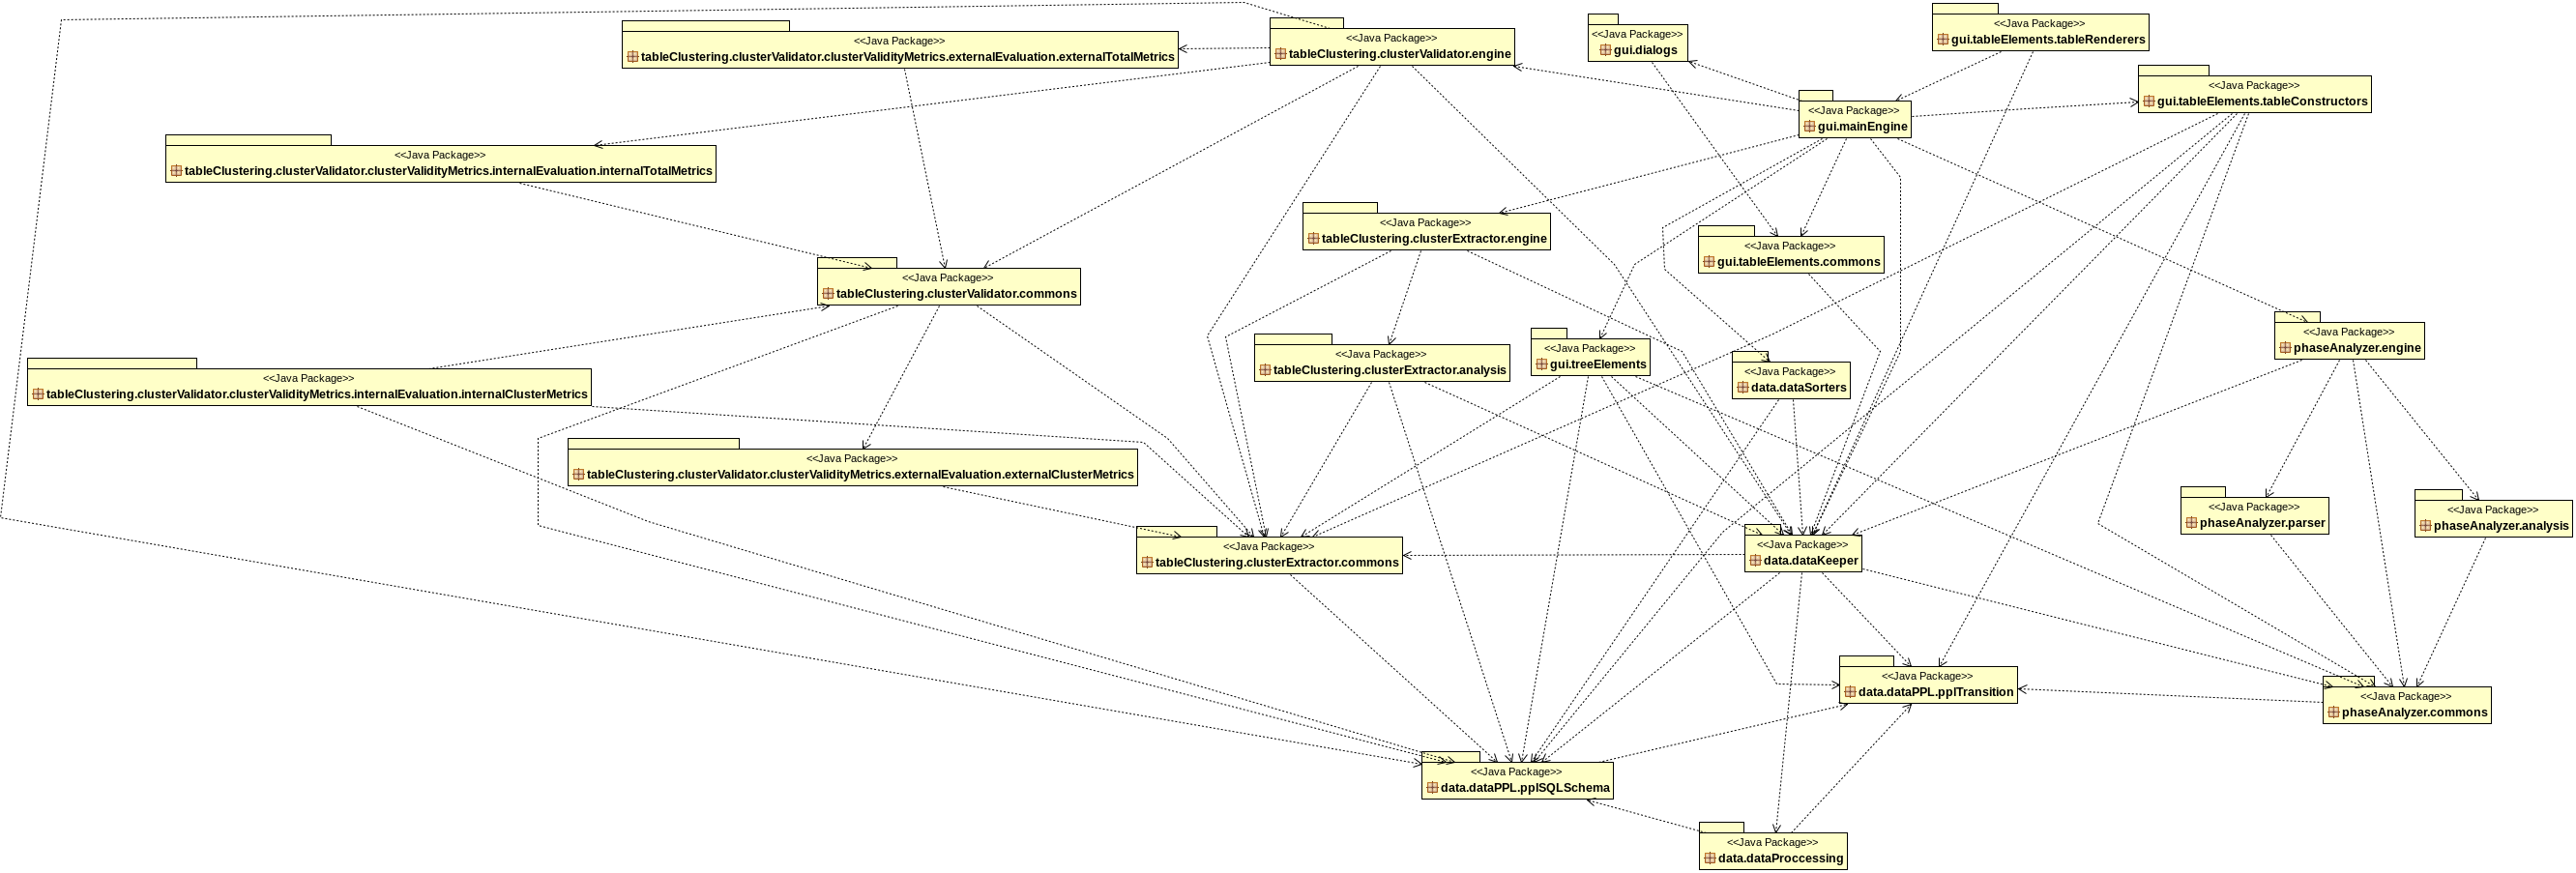 <<Java Package>>
gui.tableElements.tableRenderers
<<Java Package>>
gui.dialogs
<<Java Package>>
tableClustering.clusterValidator.engine
<<Java Package>>
tableClustering.clusterValidator.clusterValidityMetrics.externalEvaluation.externalTotalMetrics
<<Java Package>>
gui.tableElements.tableConstructors
<<Java Package>>
gui.mainEngine
<<Java Package>>
tableClustering.clusterValidator.clusterValidityMetrics.internalEvaluation.internalTotalMetrics
<<Java Package>>
tableClustering.clusterExtractor.engine
<<Java Package>>
gui.tableElements.commons
<<Java Package>>
tableClustering.clusterValidator.commons
<<Java Package>>
phaseAnalyzer.engine
<<Java Package>>
gui.treeElements
<<Java Package>>
tableClustering.clusterExtractor.analysis
<<Java Package>>
data.dataSorters
<<Java Package>>
tableClustering.clusterValidator.clusterValidityMetrics.internalEvaluation.internalClusterMetrics
<<Java Package>>
tableClustering.clusterValidator.clusterValidityMetrics.externalEvaluation.externalClusterMetrics
<<Java Package>>
phaseAnalyzer.parser
<<Java Package>>
phaseAnalyzer.analysis
<<Java Package>>
data.dataKeeper
<<Java Package>>
tableClustering.clusterExtractor.commons
<<Java Package>>
data.dataPPL.pplTransition
<<Java Package>>
phaseAnalyzer.commons
<<Java Package>>
data.dataPPL.pplSQLSchema
<<Java Package>>
data.dataProccessing